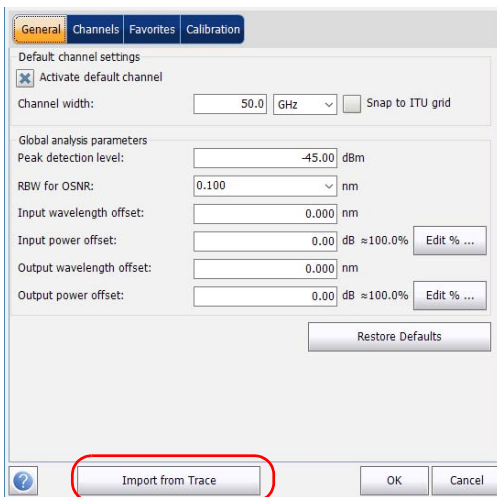 General Channels Favorites Calibration
Default channel settings
Activate default channel
Channel width: 50.0 GHz Snap to ITU grid
Global analysis parameters
Peak detection level: -45.00 dBm
RBW for OSNR: 0.100 nm
Input wavelength offset: 0.000 nm
Input power offset: 0.00 dB ≈100.0% Edit % ...
Output wavelength offset: 0.000 nm
Output power offset: 0.00 dB ≈100.0% Edit % ...
Restore Defaults
? Import from Trace OK Cancel